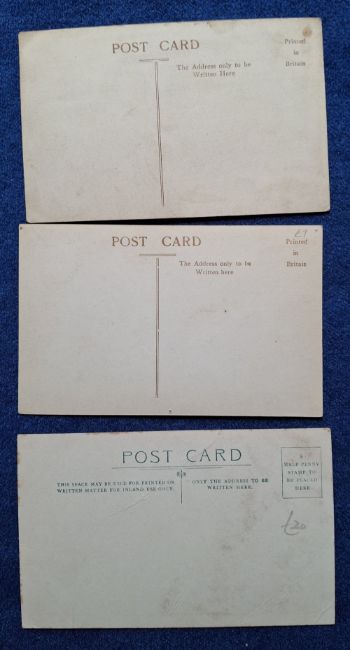 POST CARD
The Address only to be
Written Here
Printed
in
Britain
POST CARD
The Address only to be
Written here
£1
Printed
in
Britain
POST CARD
THIS SPACE MAY BE USED FOR PRINTED OR
WRITTEN MATTER FOR INLAND USE ONLY.
ONLY THE ADDRESS TO BE
WRITTEN HERE.
A
HALF PENNY
STAMP TO
BE PLACED
HERE
£20